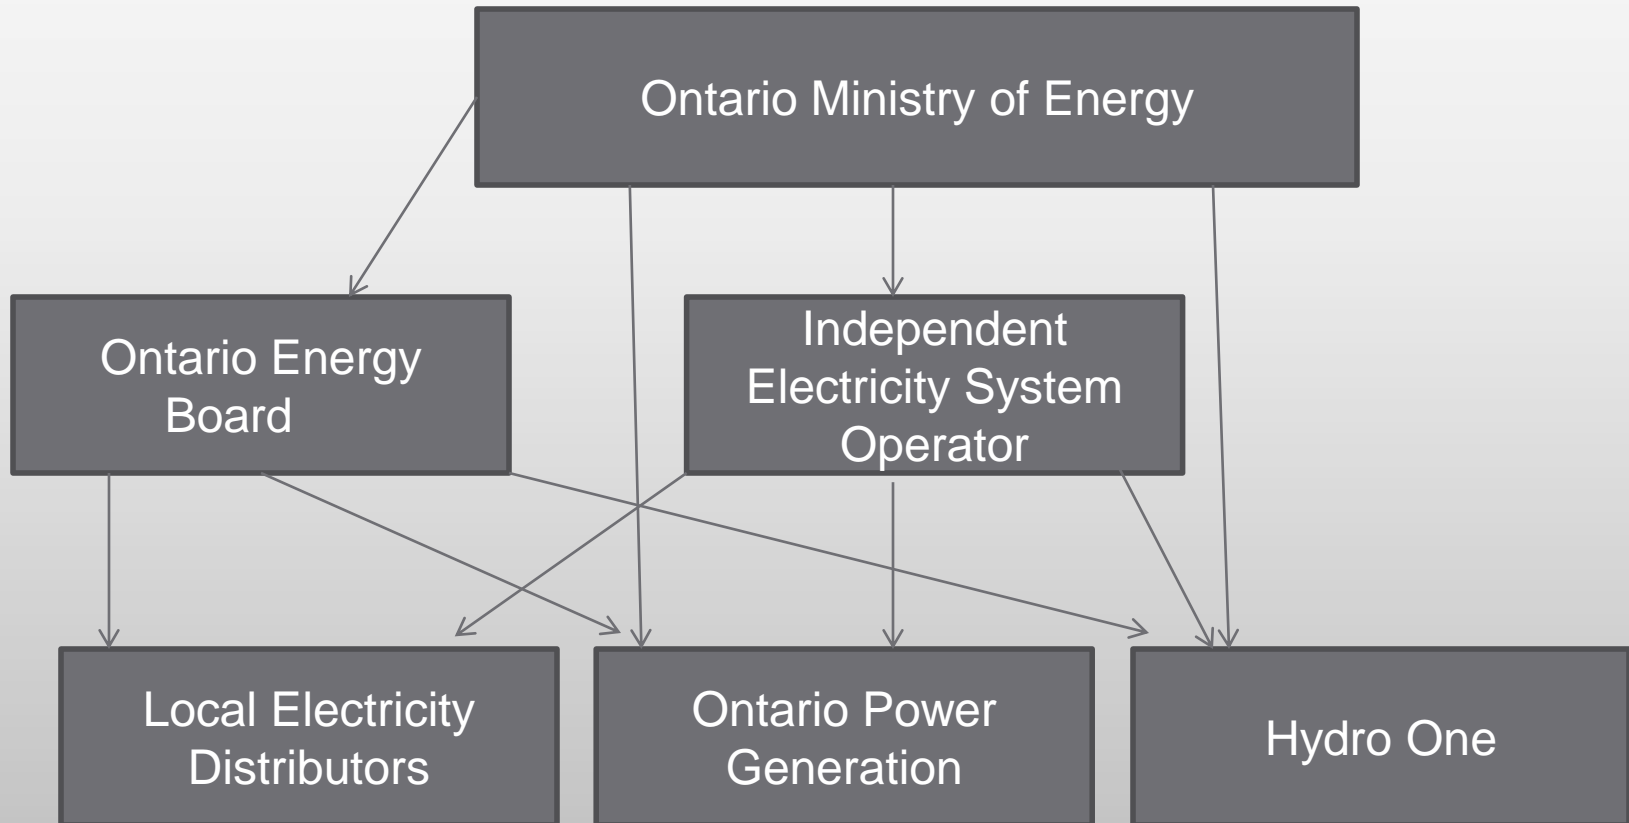 Ontario Ministry of Energy
Ontario Energy
Board
Independent
Electricity System
Operator
Local Electricity
Distributors
Ontario Power
Generation
Hydro One